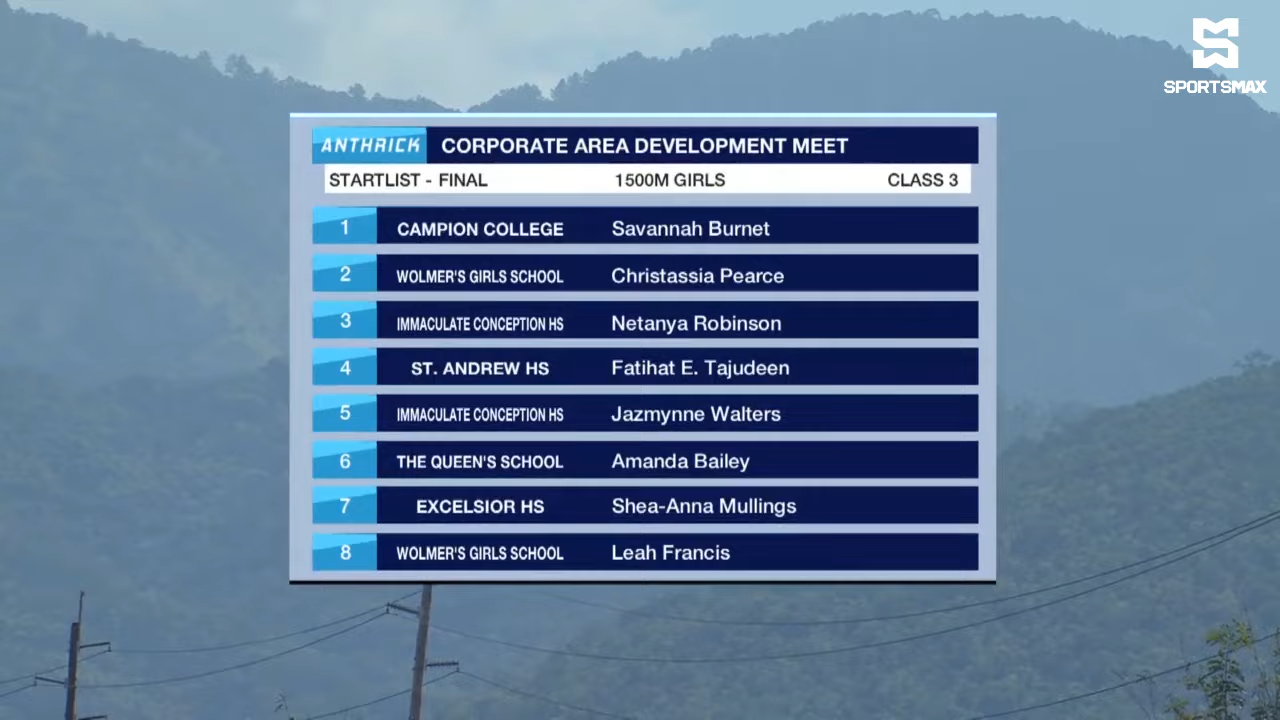 SPORTSMAX
ANTHRICK CORPORATE AREA DEVELOPMENT MEET
STARTLIST - FINAL 1500M GIRLS CLASS 3
1 CAMPION COLLEGE Savannah Burnet
2 WOLMER'S GIRLS SCHOOL Christassia Pearce
3 IMMACULATE CONCEPTION HS Netanya Robinson
4 ST. ANDREW HS Fatihat E. Tajudeen
5 IMMACULATE CONCEPTION HS Jazmynne Walters
6 THE QUEEN'S SCHOOL Amanda Bailey
7 EXCELSIOR HS Shea-Anna Mullings
8 WOLMER'S GIRLS SCHOOL Leah Francis